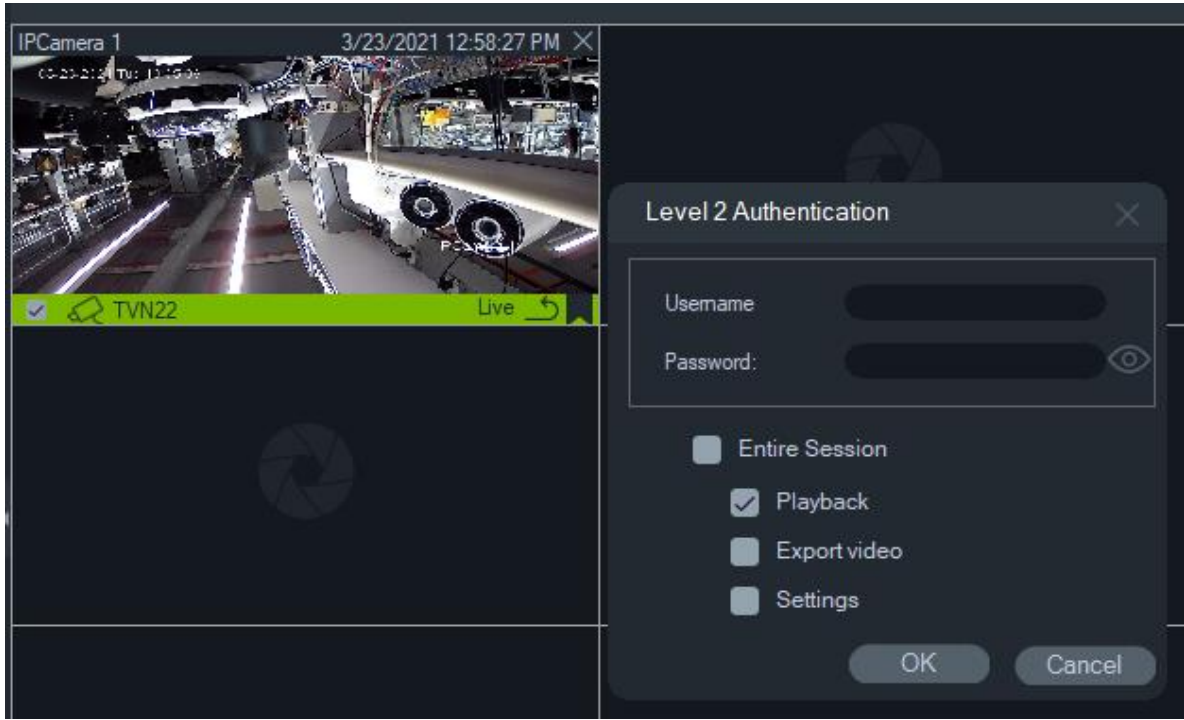 IPCamera 1 3/23/2021 12:58:27 PM
TVN22 Live
Level 2 Authentication
Username
Password:
Entire Session
Playback
Export video
Settings
OK Cancel